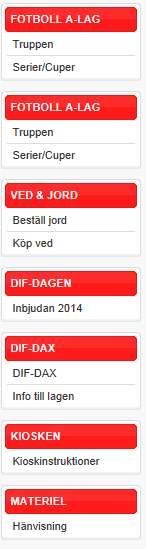 FOTBOLL A-LAG
Truppen
Serier/Cuper
FOTBOLL A-LAG
Truppen
Serier/Cuper
VED & JORD
Beställ jord
Köp ved
DIF-DAGEN
Inbjudan 2014
DIF-DAX
DIF-DAX
Info till lagen
KIOSKEN
Kioskinstruktioner
MATERIEL
Hänvisning